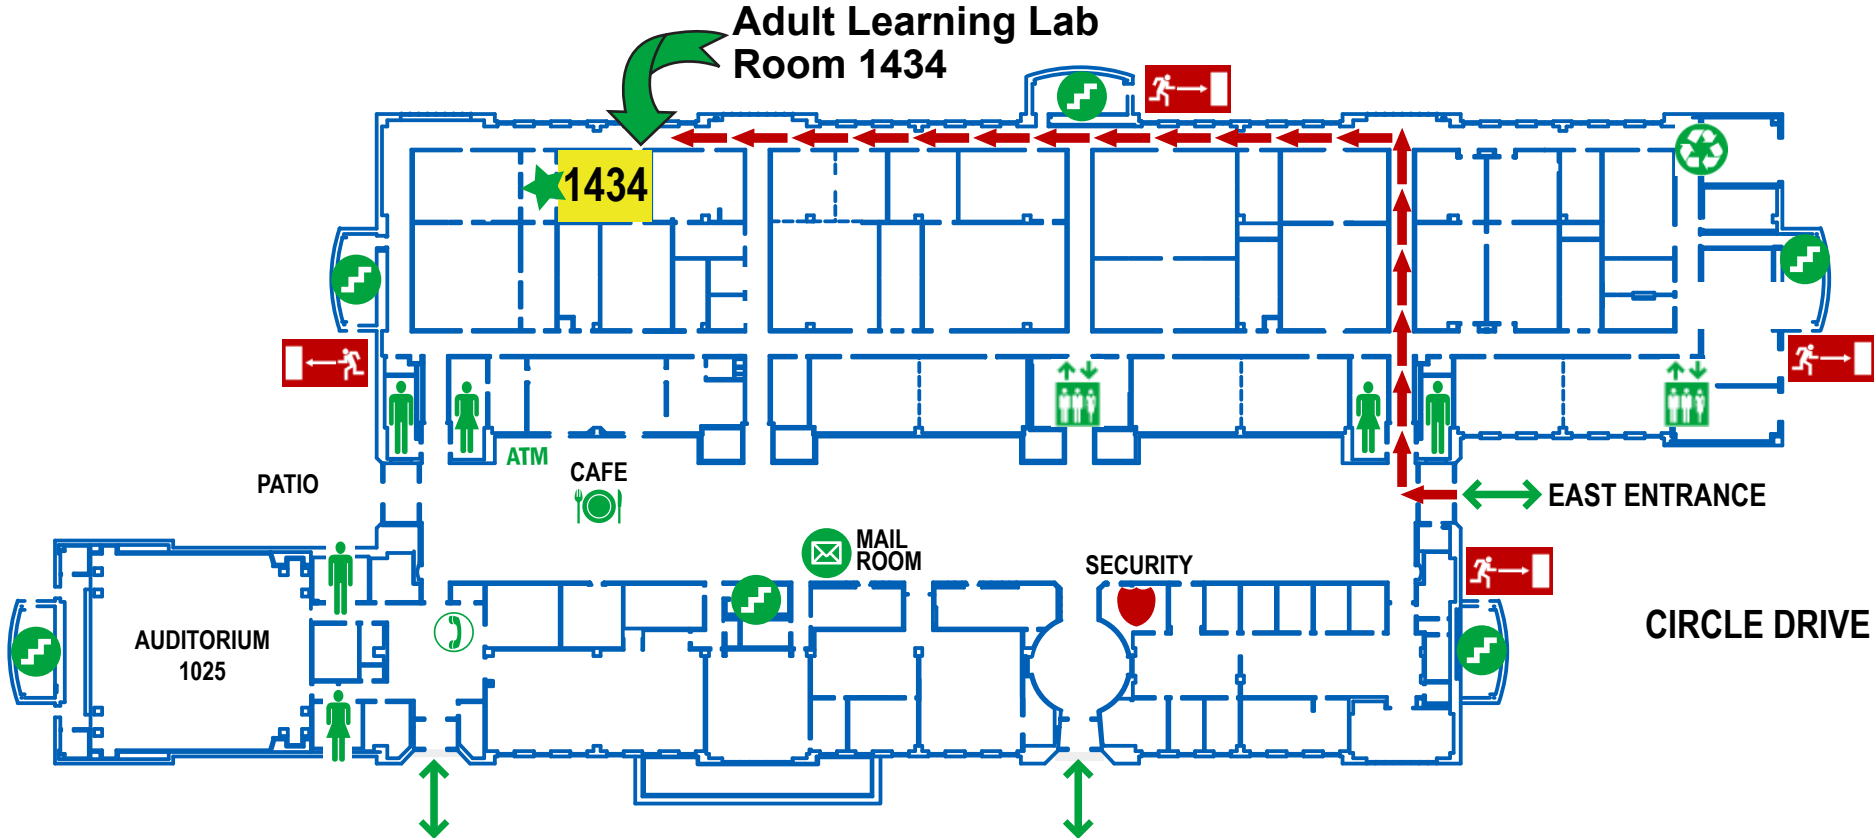 Adult Learning Lab
Room 1434
1434
ATM
CAFE
PATIO
EAST ENTRANCE
MAIL
ROOM
SECURITY
CIRCLE DRIVE
AUDITORIUM
1025